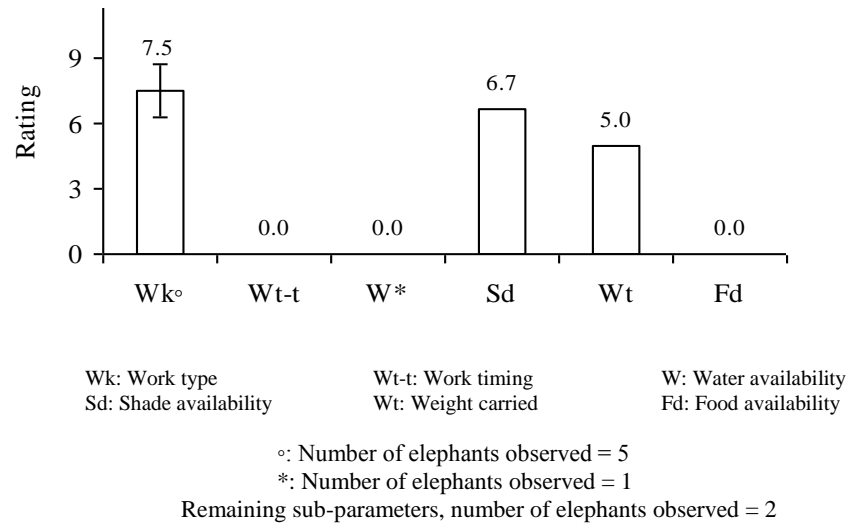 7.5
9
6.7
6
5.0
3
0.0
0.0
0.0
0
Rating
Wk◦ Wt-t W* Sd Wt Fd
Wk: Work type Wt-t: Work timing W: Water availability
Sd: Shade availability Wt: Weight carried Fd: Food availability
◦: Number of elephants observed = 5
*: Number of elephants observed = 1
Remaining sub-parameters, number of elephants observed = 2